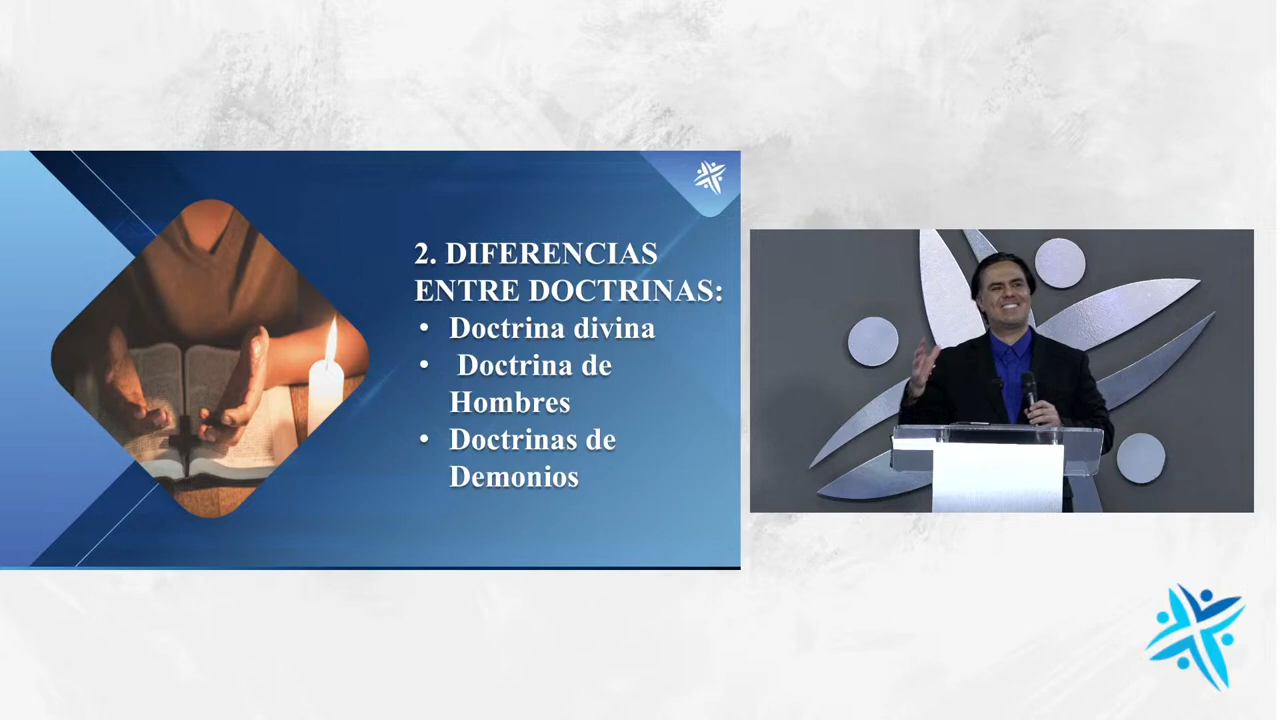 2. DIFERENCIAS
ENTRE DOCTRINAS:
• Doctrina divina
• Doctrina de
Hombres
• Doctrinas de
Demonios